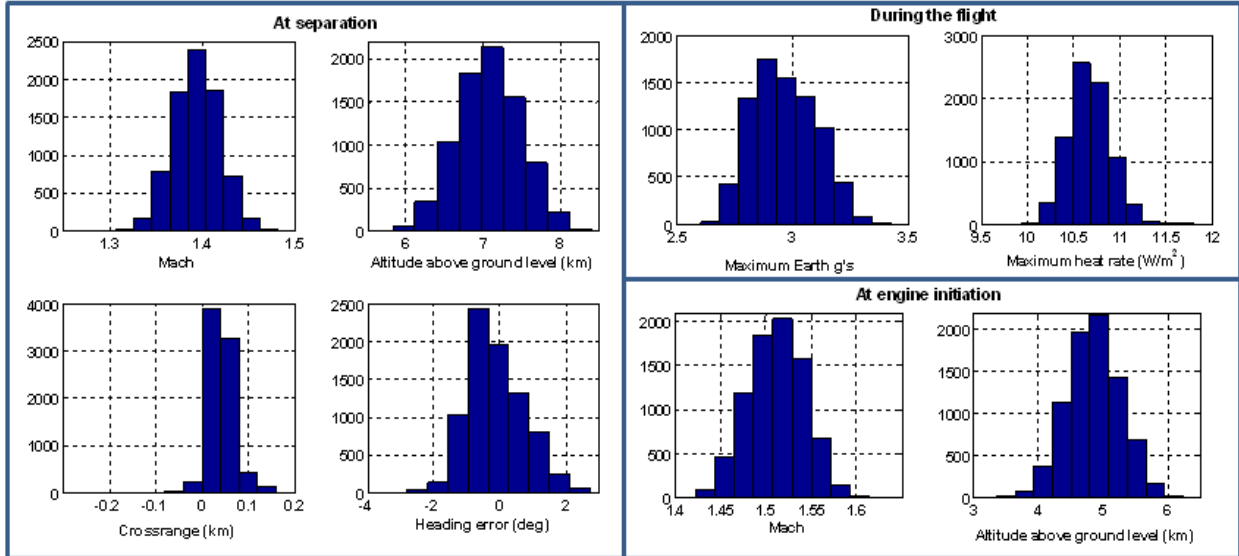 At separation
2500
2000
1500
1000
500
0
1.3 1.4 1.5
Mach
2000
1500
1000
500
0
6 7 8
Altitude above ground level (km)
4000
3000
2000
1000
0
-0.2 -0.1 0 0.1 0.2
Crossrange (km)
2500
2000
1500
1000
500
0
-4 -2 0 2
Heading error (deg)
During the flight
2000
1500
1000
500
0
2.5 3 3.5
Maximum Earth g's
3000
2000
1000
0
9.5 10 10.5 11 11.5 12
Maximum heat rate (W/m²)
At engine initiation
2000
1500
1000
500
0
1.4 1.45 1.5 1.55 1.6
Mach
2000
1500
1000
500
0
3 4 5 6
Altitude above ground level (km)